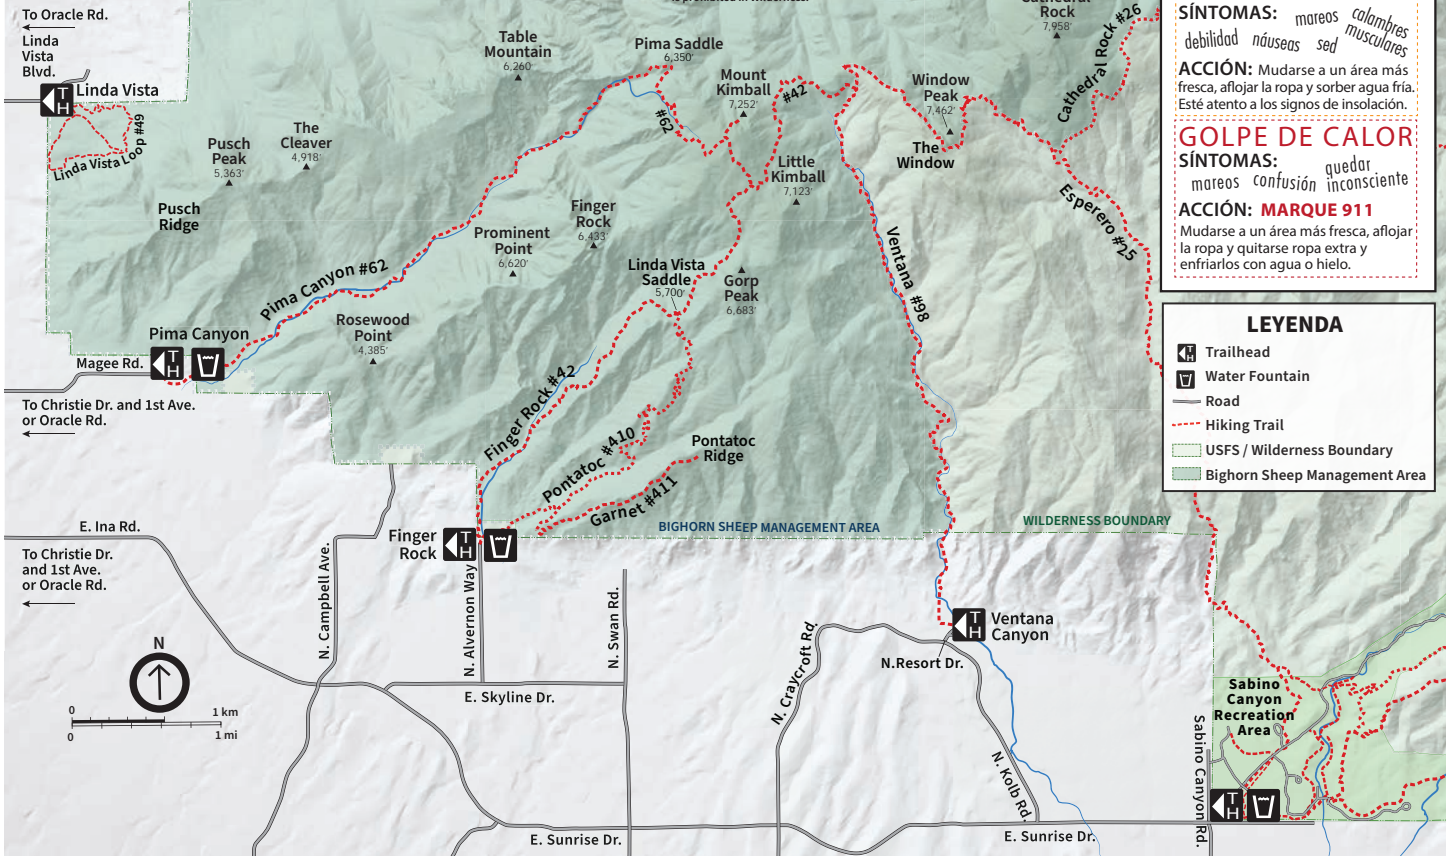 To Oracle Rd.
Linda
Vista
Blvd.
Linda Vista
Linda Vista Loop #49
Pusch
Peak
5,363'
The
Cleaver
4,918'
Pusch
Ridge
Table
Mountain
6,260'
Pima Saddle
6,350'
#62
Mount
Kimball
7,252'
#42
Cathedral
Rock
7,958'
Cathedral Rock #26
Window
Peak
7,462'
The
Window
Little
Kimball
7,123'
Finger
Rock
6,433'
Prominent
Point
6,620'
Linda Vista
Saddle
5,700'
Gorp
Peak
6,683'
Ventana #98
Esperero #25
Pima Canyon #62
Rosewood
Point
4,385'
Pima Canyon
T
H
Magee Rd.
To Christie Dr. and 1st Ave.
or Oracle Rd.
Finger Rock #42
Pontatoc #410
Pontatoc
Ridge
Garnet #411
BIGHORN SHEEP MANAGEMENT AREA
WILDERNESS BOUNDARY
E. Ina Rd.
To Christie Dr.
and 1st Ave.
or Oracle Rd.
Finger
Rock
T
H
N. Campbell Ave.
N. Alvernon Way
N. Swan Rd.
E. Skyline Dr.
N. Craycroft Rd.
T
H
Ventana
Canyon
N.Resort Dr.
N. Kolb Rd.
Sabino
Canyon
Recreation
Area
Sabino Canyon Rd.
T
H
E. Sunrise Dr.
E. Sunrise Dr.
N
0
1 km
0
1 mi
SÍNTOMAS: mareos calambres
musculares
debilidad náuseas sed
ACCIÓN: Mudarse a un área más
fresca, aflojar la ropa y sorber agua fría.
Esté atento a los signos de insolación.
GOLPE DE CALOR
SÍNTOMAS:
mareos confusión quedar
inconsciente
ACCIÓN: MARQUE 911
Mudarse a un área más fresca, aflojar
la ropa y quitarse ropa extra y
enfriarlos con agua o hielo.
LEYENDA
Trailhead
Water Fountain
Road
Hiking Trail
USFS / Wilderness Boundary
Bighorn Sheep Management Area